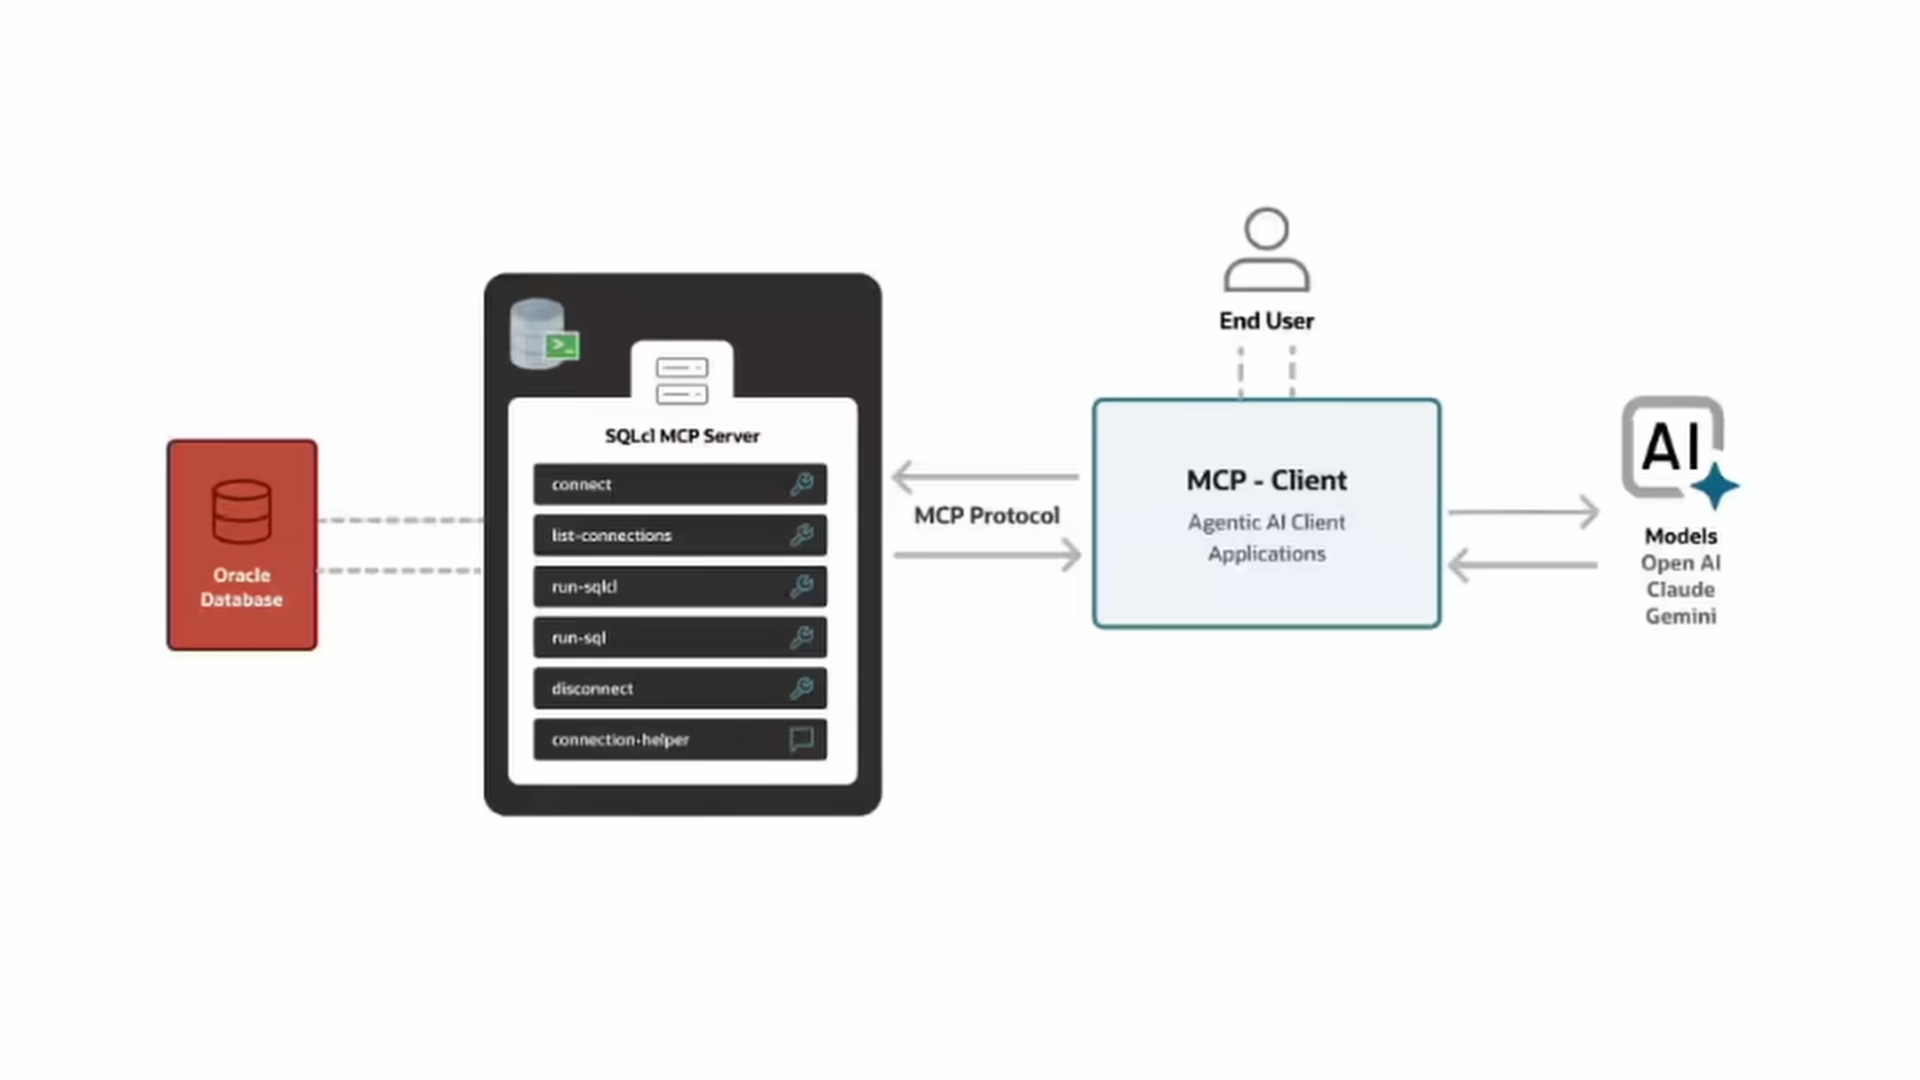 Oracle
Database
>_
SQLcl MCP Server
connect
list-connections
run-sqlcl
run-sql
disconnect
connection-helper
MCP Protocol
End User
MCP - Client
Agentic AI Client
Applications
AI
Models
Open AI
Claude
Gemini